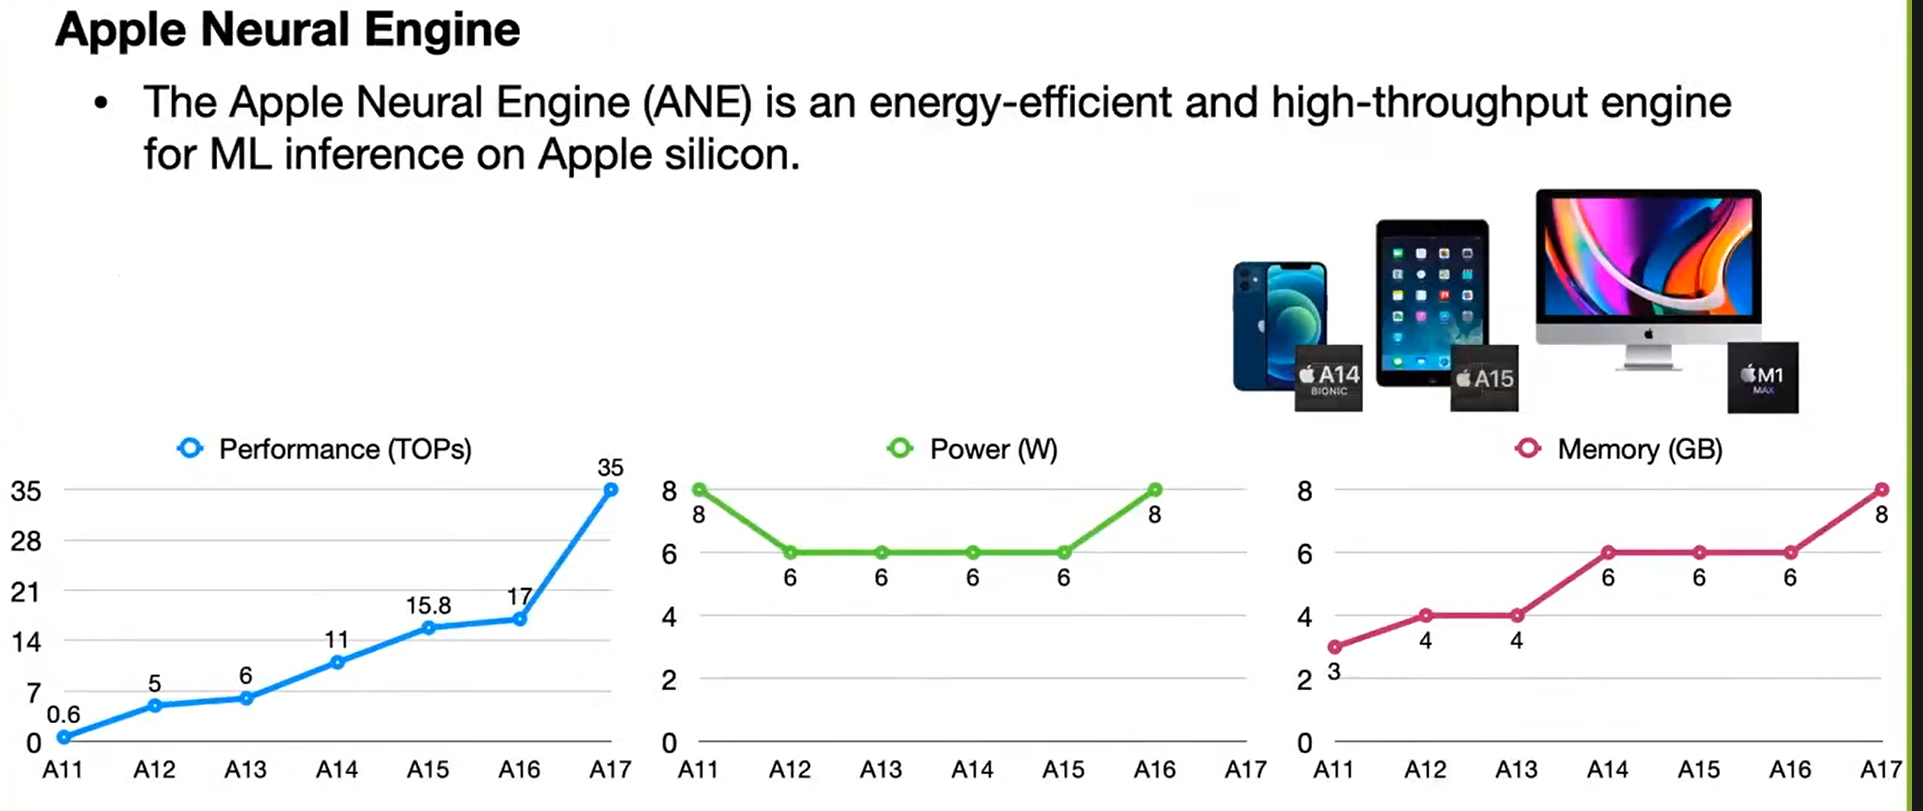 Apple Neural Engine
• The Apple Neural Engine (ANE) is an energy-efficient and high-throughput engine
for ML inference on Apple silicon.
A14
BIONIC
A15
M1
MAX
Performance (TOPs)
35
28
21
14
7
0
0.6
5
6
11
15.8
17
35
A11 A12 A13 A14 A15 A16 A17
Power (W)
8
6
4
2
0
8
6
6
6
6
8
A11 A12 A13 A14 A15 A16 A17
Memory (GB)
8
6
4
2
0
3
4
4
6
6
6
8
A11 A12 A13 A14 A15 A16 A17